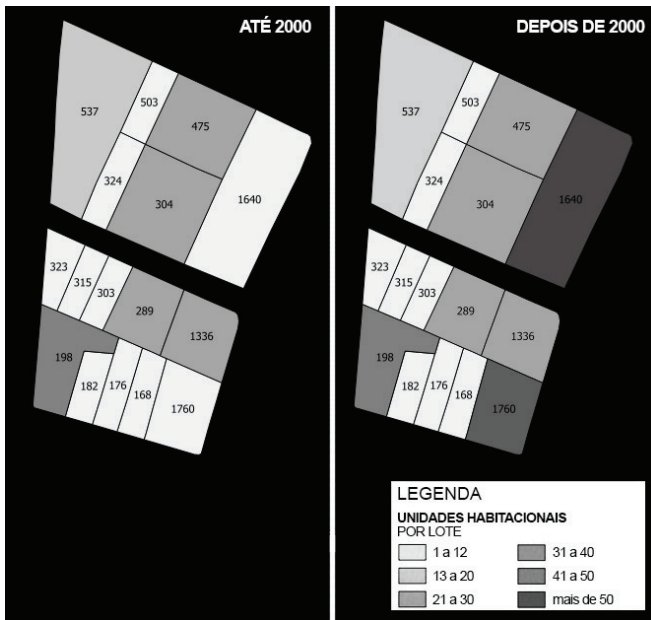 ATÉ 2000
537
503
475
324
304
1640
323
315
303
289
1336
198
182
176
168
1760
DEPOIS DE 2000
537
503
475
324
304
1640
323
315
303
289
1336
198
182
176
168
1760
LEGENDA
UNIDADES HABITACIONAIS
POR LOTE
1 a 12
13 a 20
21 a 30
31 a 40
41 a 50
mais de 50